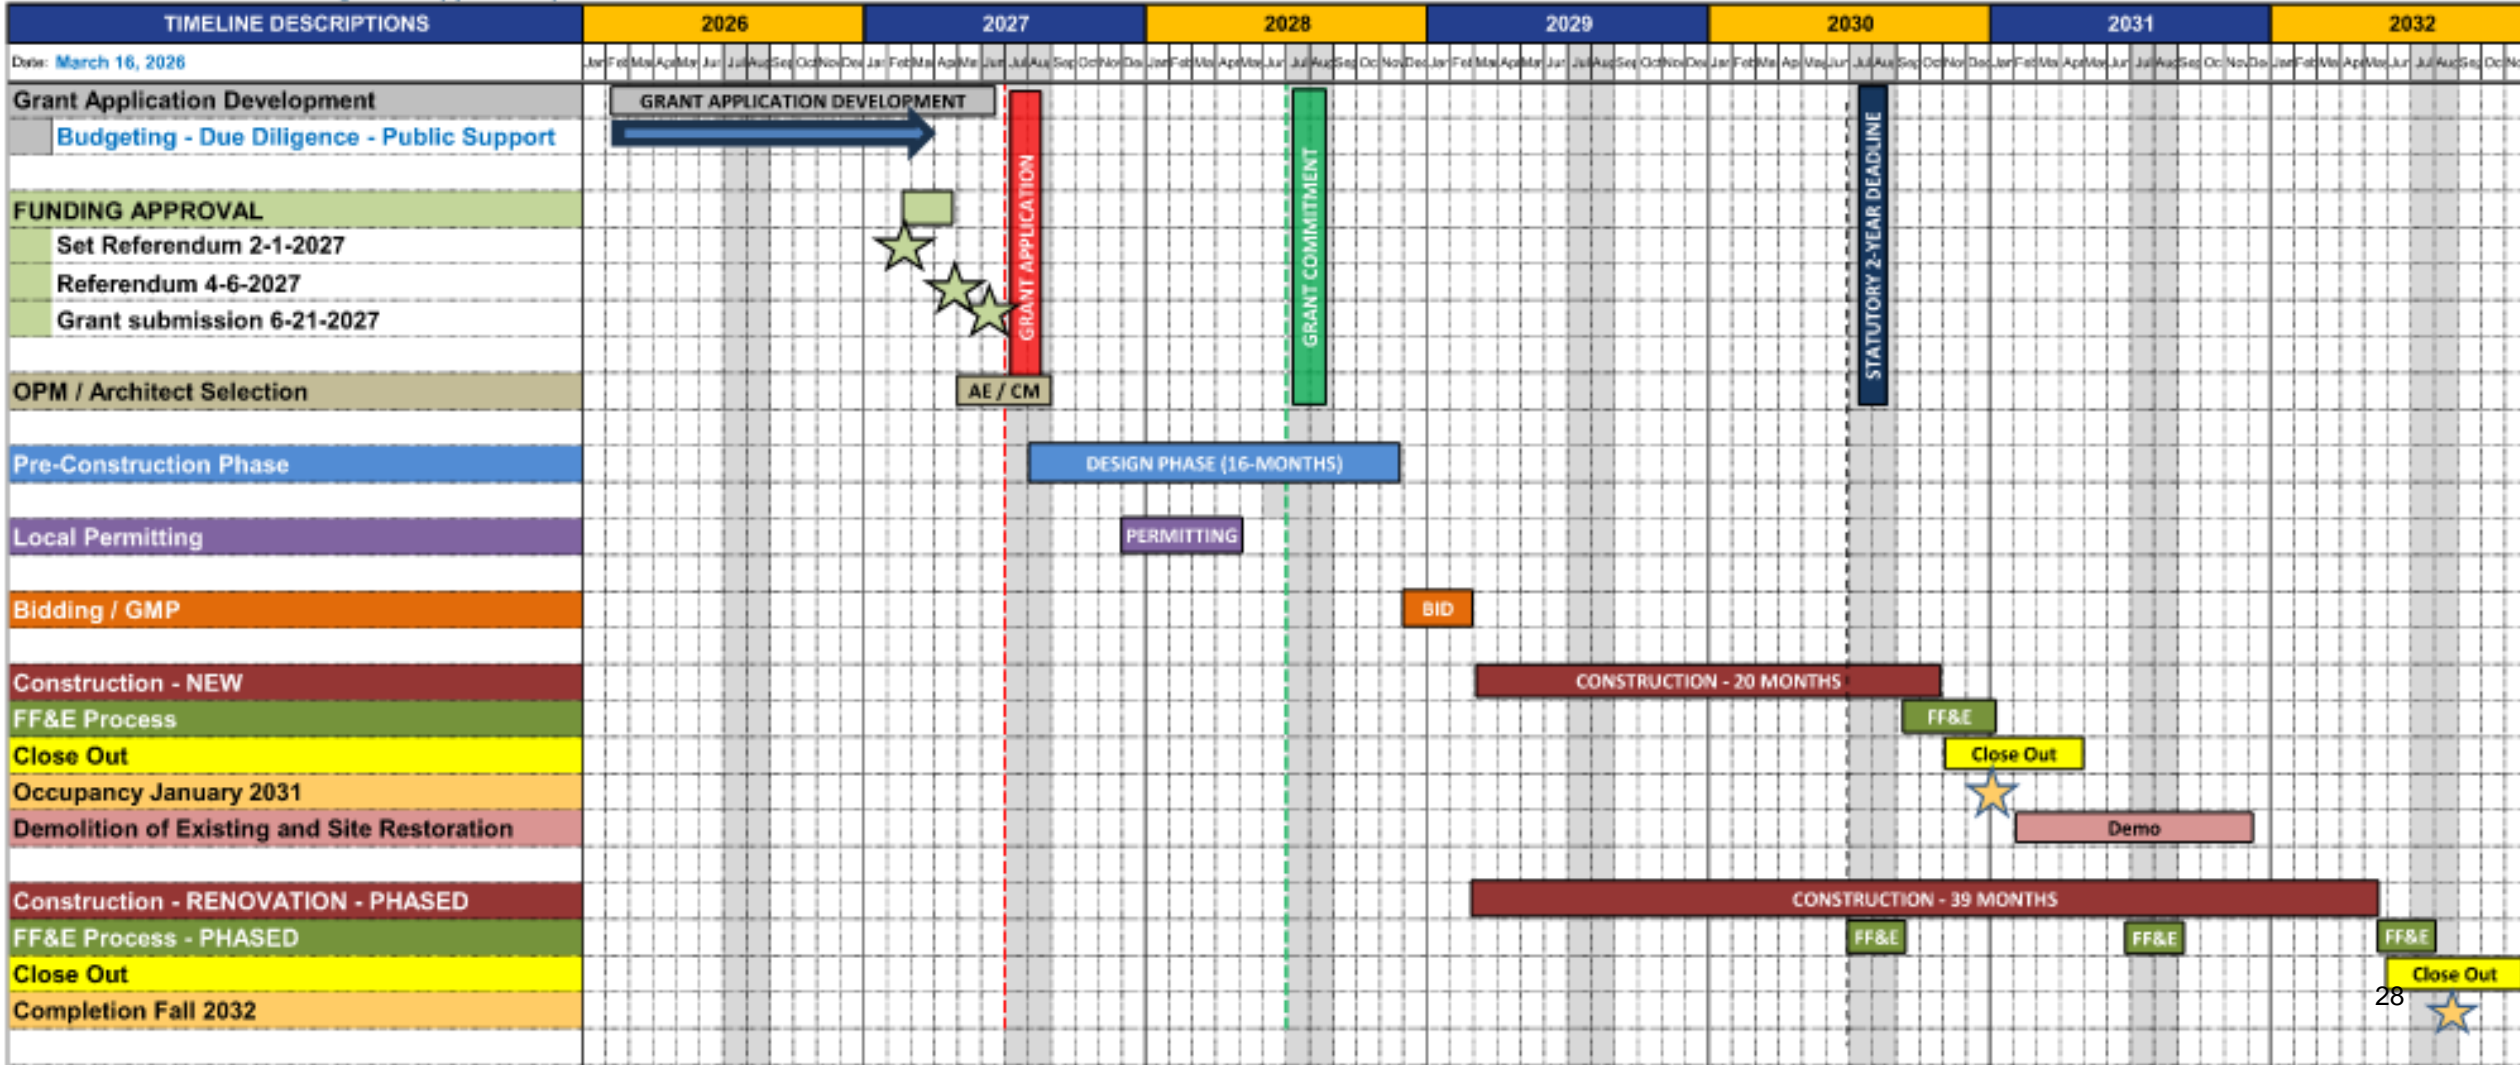 TIMELINE DESCRIPTIONS 2026 2027 2028 2029 2030 2031 2032
Date: March 16, 2026
Grant Application Development GRANT APPLICATION DEVELOPMENT
Budgeting - Due Diligence - Public Support
FUNDING APPROVAL
Set Referendum 2-1-2027
Referendum 4-6-2027
Grant submission 6-21-2027
GRANT APPLICATION
GRANT COMMITMENT
STATUTORY 2-YEAR DEADLINE
OPM / Architect Selection AE / CM
Pre-Construction Phase DESIGN PHASE (16-MONTHS)
Local Permitting PERMITTING
Bidding / GMP BID
Construction - NEW CONSTRUCTION - 20 MONTHS
FF&E Process FF&E
Close Out Close Out
Occupancy January 2031
Demolition of Existing and Site Restoration Demo
Construction - RENOVATION - PHASED CONSTRUCTION - 39 MONTHS
FF&E Process - PHASED FF&E FF&E FF&E
Close Out Close Out
28
Completion Fall 2032